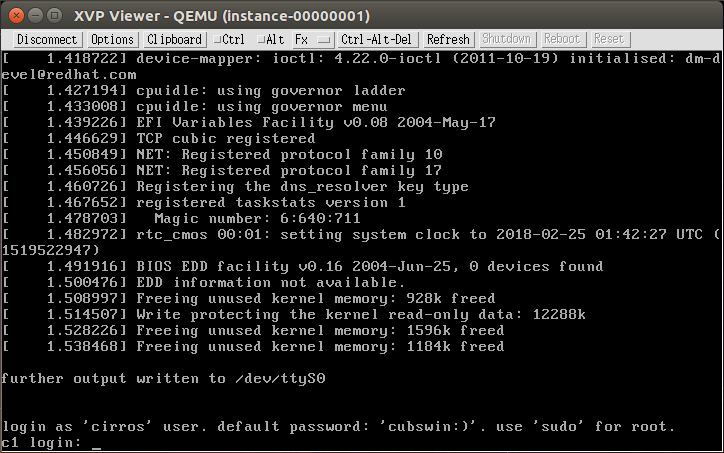 XVP Viewer - QEMU (instance-00000001)
Disconnect Options Clipboard Ctrl Alt Fx Ctrl-Alt-Del Refresh Shutdown Reboot Reset
[    1.418722] device-mapper: ioctl: 4.22.0-ioctl (2011-10-19) initialised: dm-d
evel@redhat.com
[    1.427194] cpuidle: using governor ladder
[    1.433008] cpuidle: using governor menu
[    1.439226] EFI Variables Facility v0.08 2004-May-17
[    1.446629] TCP cubic registered
[    1.450849] NET: Registered protocol family 10
[    1.456056] NET: Registered protocol family 17
[    1.460726] Registering the dns_resolver key type
[    1.467652] registered taskstats version 1
[    1.478703]   Magic number: 6:640:711
[    1.482972] rtc_cmos 00:01: setting system clock to 2018-02-25 01:42:27 UTC (
1519522947)
[    1.491916] BIOS EDD facility v0.16 2004-Jun-25, 0 devices found
[    1.500476] EDD information not available.
[    1.508997] Freeing unused kernel memory: 928k freed
[    1.514507] Write protecting the kernel read-only data: 12288k
[    1.528226] Freeing unused kernel memory: 1596k freed
[    1.538468] Freeing unused kernel memory: 1184k freed
further output written to /dev/ttyS0
login as 'cirros' user. default password: 'cubswin:)'. use 'sudo' for root.
c1 login: _